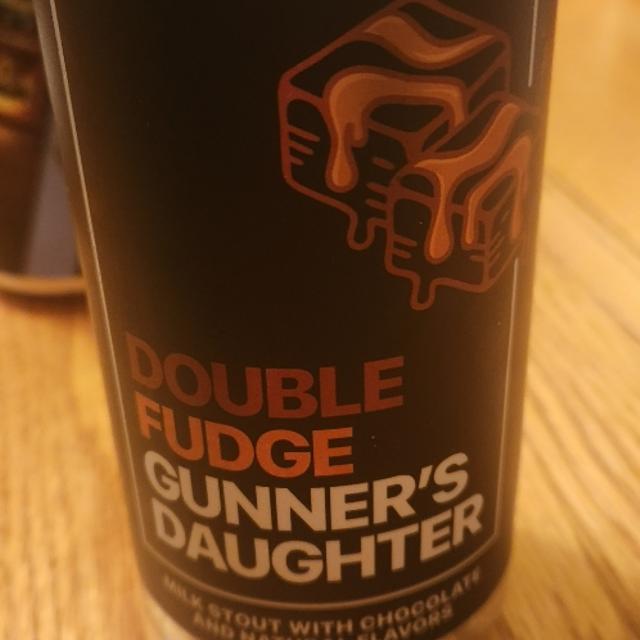 DOUBLE
FUDGE
GUNNER'S
DAUGHTER
MILK STOUT WITH CHOCOLATE
AND NATURAL FLAVORS